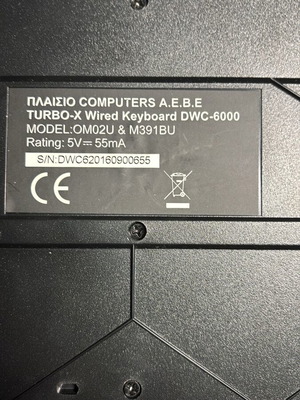 ΠΛΑΙΣΙΟ COMPUTERS A.E.B.E
TURBO-X Wired Keyboard DWC-6000
MODEL:OM02U & M391BU
Rating: 5V⎓ 55mA
S/N:DWC620160900655
CE